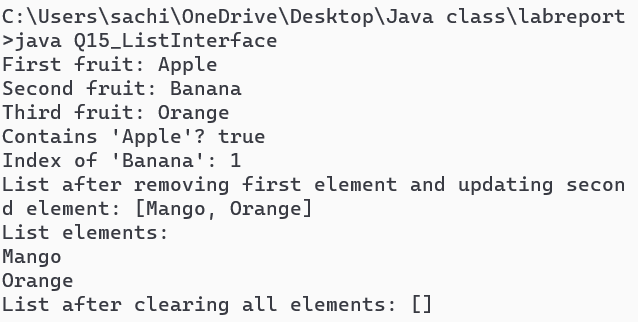 C:\Users\sachi\OneDrive\Desktop\Java class\labreport
>java Q15_ListInterface
First fruit: Apple
Second fruit: Banana
Third fruit: Orange
Contains 'Apple'? true
Index of 'Banana': 1
List after removing first element and updating secon
d element: [Mango, Orange]
List elements:
Mango
Orange
List after clearing all elements: []